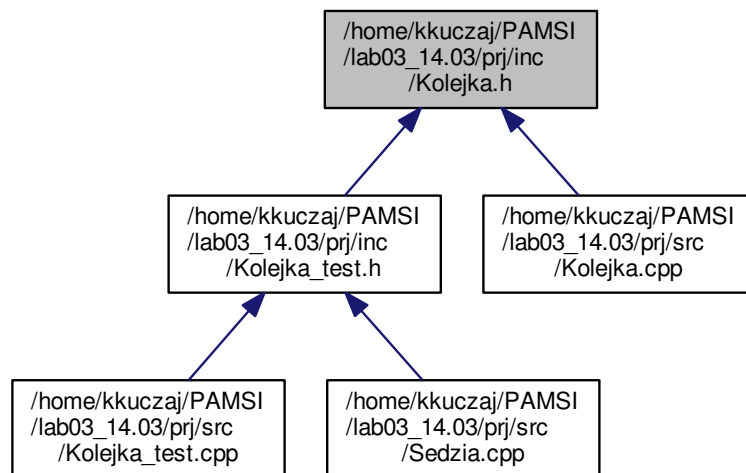 /home/kkuczaj/PAMSI
/lab03_14.03/prj/inc
/Kolejka.h
/home/kkuczaj/PAMSI
/lab03_14.03/prj/inc
/Kolejka_test.h
/home/kkuczaj/PAMSI
/lab03_14.03/prj/src
/Kolejka.cpp
/home/kkuczaj/PAMSI
/lab03_14.03/prj/src
/Kolejka_test.cpp
/home/kkuczaj/PAMSI
/lab03_14.03/prj/src
/Sedzia.cpp